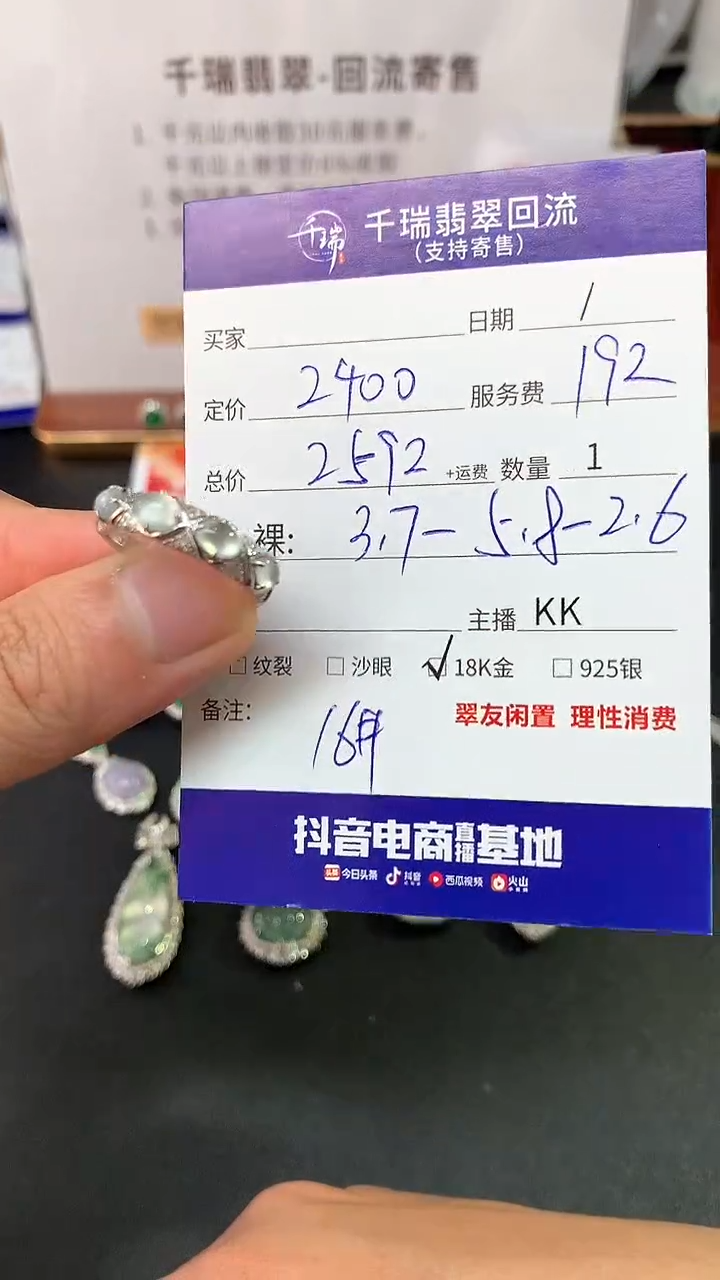 千瑞翡翠-回流寄售
千瑞
千瑞翡翠回流
(支持寄售)
买家 日期 /
定价 2400 服务费 192
总价 2592 +运费 数量 1
裸: 3.7-5.8-2.6
主播 KK
□纹裂 □沙眼 ✓18K金 □925银
备注: 16# 翠友闲置 理性消费
抖音电商直播基地
头条 今日头条 抖音 西瓜视频 火山